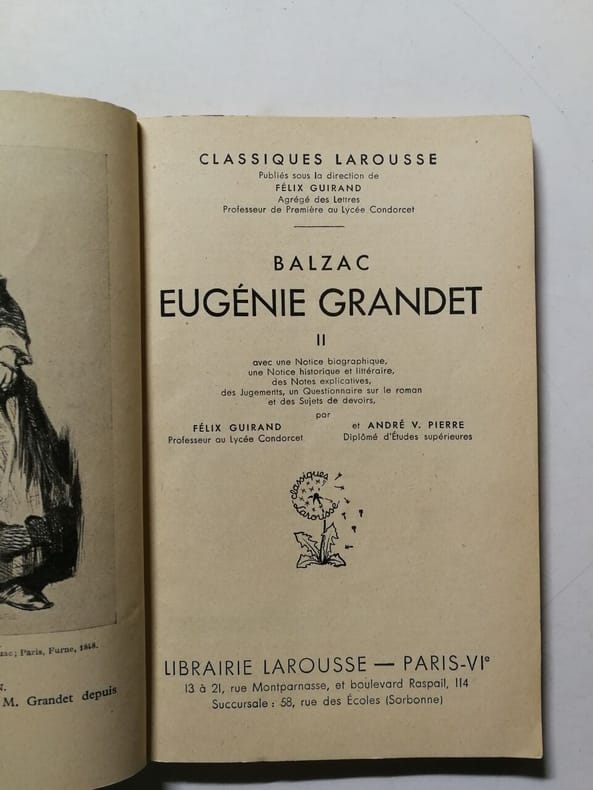 zac; Paris, Furne, 1848.
N.
M. Grandet depuis
CLASSIQUES LAROUSSE
Publiés sous la direction de
FÉLIX GUIRAND
Agrégé des Lettres
Professeur de Première au Lycée Condorcet
BALZAC
EUGÉNIE GRANDET
II
avec une Notice biographique,
une Notice historique et littéraire,
des Notes explicatives,
des Jugements, un Questionnaire sur le roman
et des Sujets de devoirs,
par
FÉLIX GUIRAND et ANDRÉ V. PIERRE
Professeur au Lycée Condorcet Diplômé d'Études supérieures
classiques
Larousse
LIBRAIRIE LAROUSSE — PARIS-VIe
13 à 21, rue Montparnasse, et boulevard Raspail, 114
Succursale : 58, rue des Écoles (Sorbonne)